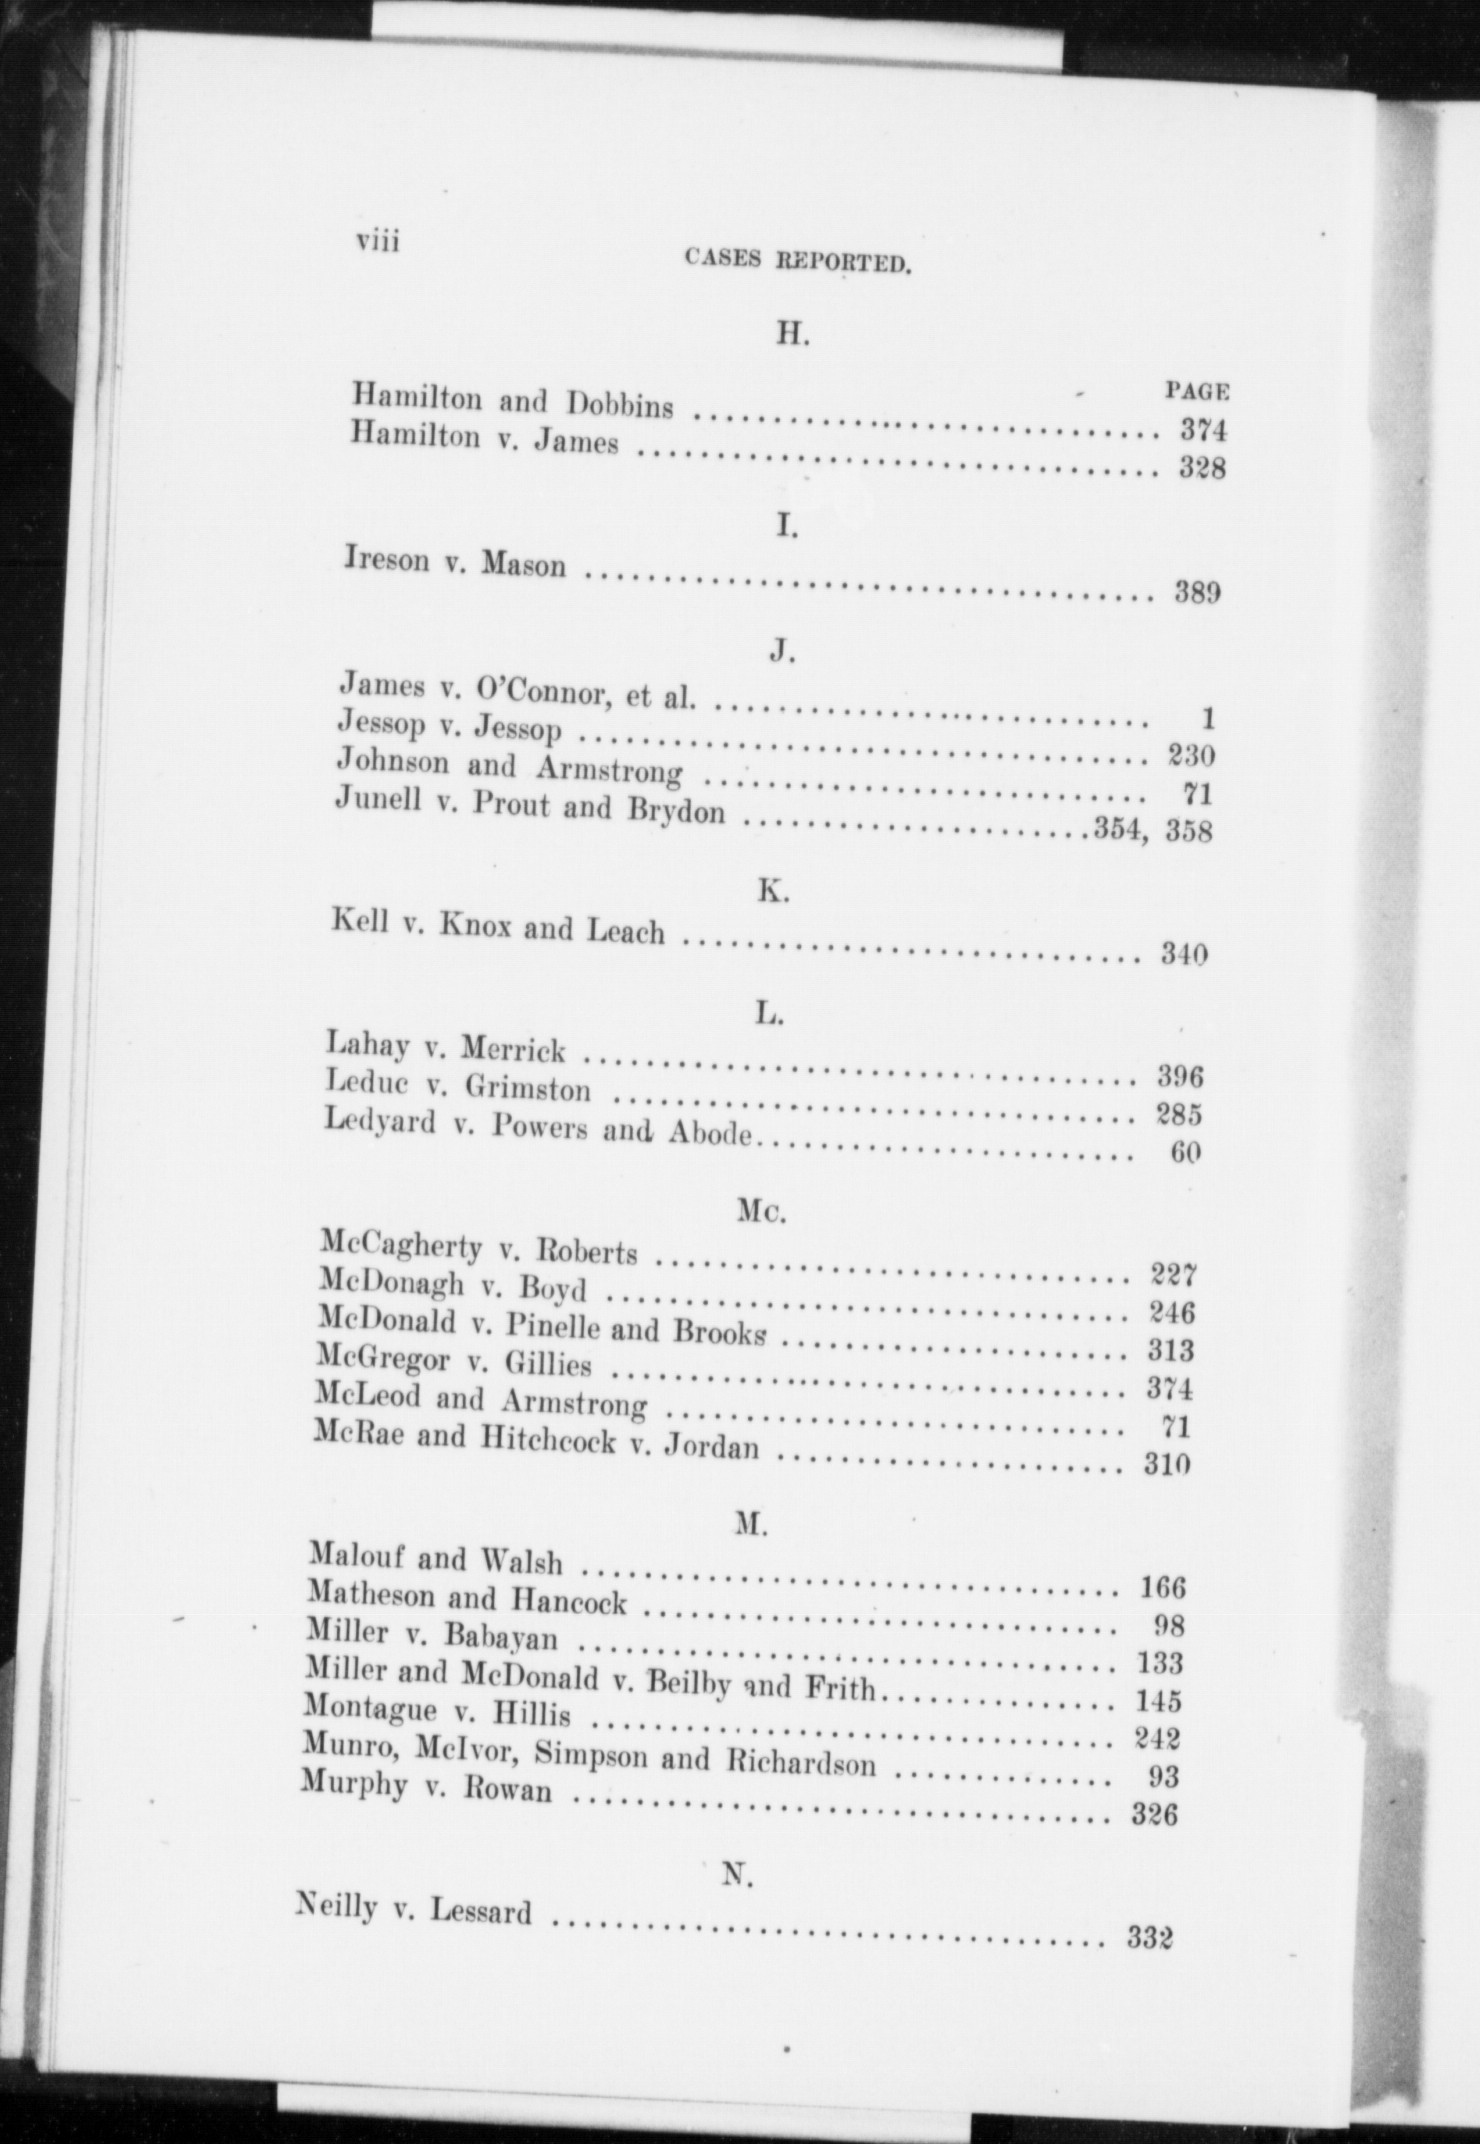 viii
CASES REPORTED.
H.
PAGE
Hamilton and Dobbins .............................. 374
Hamilton v. James ................................. 328
I.
Ireson v. Mason .................................... 389
J.
James v. O'Connor, et al. ............................ 1
Jessop v. Jessop .................................... 230
Johnson and Armstrong ............................ 71
Junell v. Prout and Brydon ......................354, 358
K.
Kell v. Knox and Leach ............................. 340
L.
Lahay v. Merrick ................................... 396
Leduc v. Grimston ................................. 285
Ledyard v. Powers and Abode........................ 60
Mc.
McCagherty v. Roberts .............................. 227
McDonagh v. Boyd ................................. 246
McDonald v. Pinelle and Brooks ...................... 313
McGregor v. Gillies ................................. 374
McLeod and Armstrong ............................. 71
McRae and Hitchcock v. Jordan ...................... 310
M.
Malouf and Walsh .................................. 166
Matheson and Hancock .............................. 98
Miller v. Babayan .................................. 133
Miller and McDonald v. Beilby and Frith............... 145
Montague v. Hillis ................................. 242
Munro, McIvor, Simpson and Richardson .............. 93
Murphy v. Rowan .................................. 326
N.
Neilly v. Lessard ................................... 332